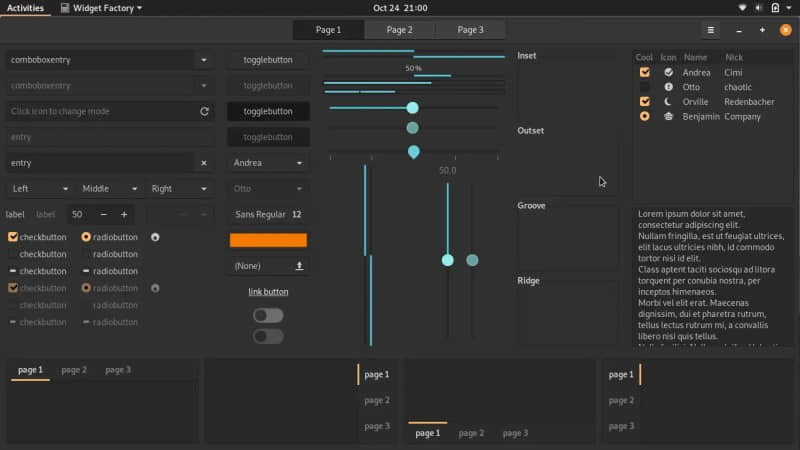 Activities
Widget Factory
Oct 24 21:00
Page 1
Page 2
Page 3
comboboxentry
comboboxentry
Click icon to change mode
entry
entry
Left
Middle
Right
label
label
50
checkbutton
radiobutton
checkbutton
radiobutton
checkbutton
radiobutton
checkbutton
radiobutton
checkbutton
radiobutton
checkbutton
radiobutton
togglebutton
togglebutton
togglebutton
togglebutton
Andrea
Otto
Sans Regular 12
(None)
link button
50 %
50.0
Inset
Outset
Groove
Ridge
Cool Icon Name Nick
Andrea Cimi
Otto chaotic
Orville Redenbacher
Benjamin Company
Lorem ipsum dolor sit amet,
consectetur adipiscing elit.
Nullam fringilla, est ut feugiat ultrices,
elit lacus ultricies nibh, id commodo
tortor nisi id elit.
Class aptent taciti sociosqu ad litora
torquent per conubia nostra, per
inceptos himenaeos.
Morbi vel elit erat. Maecenas
dignissim, dui et pharetra rutrum,
tellus lectus rutrum mi, a convallis
libero nisi quis tellus.
page 1
page 2
page 3
page 1
page 2
page 3
page 1
page 2
page 3
page 1
page 2
page 3